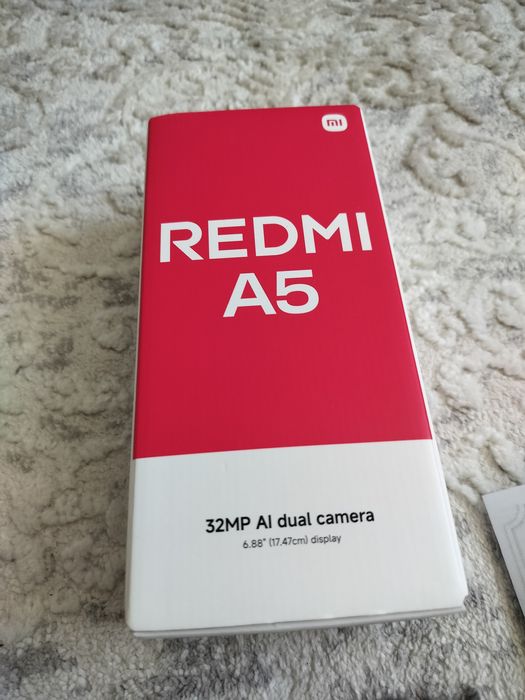 mi
REDMI
A5
32MP AI dual camera
6.88" (17.47cm) display